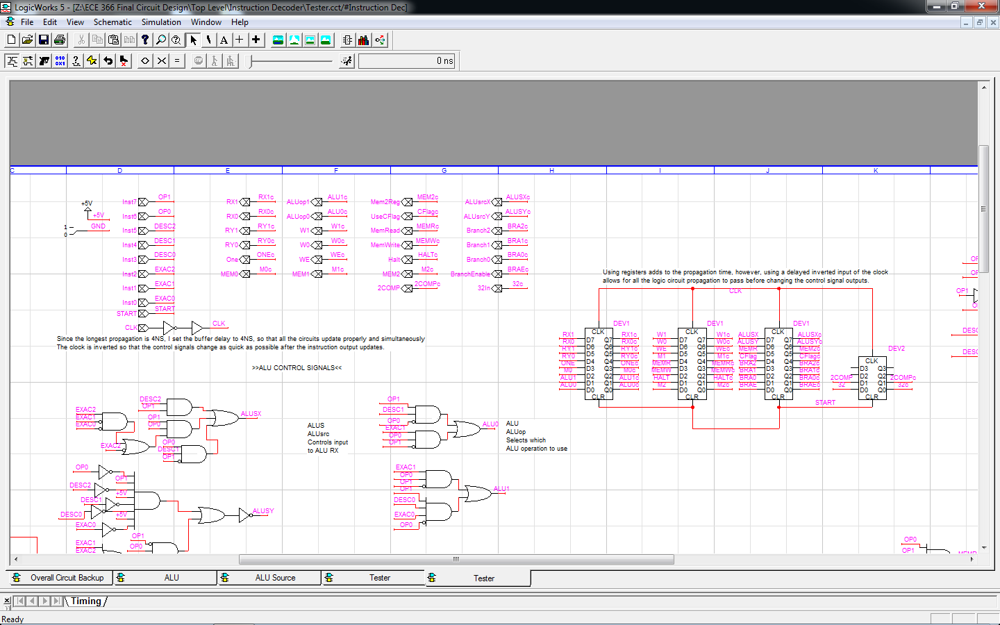 LogicWorks 5 - [Z:\ECE 366 Final Circuit Design\Top Level\Instruction Decoder\Tester.cct/#Instruction Dec]
File Edit View Schematic Simulation Window Help
0 ns
C D E F G H I J K
+5V
+5V
GND
1
0
Inst7 OP1
Inst6 OP0
Inst5 DESC2
Inst4 DESC1
Inst3 DESC0
Inst2 EXAC2
Inst1 EXAC1
Inst0 EXAC0
START START
CLK CLK
RX1 RX1c
RX0 RX0c
RY1 RY1c
RY0 RY0c
One ONEc
MEM0 M0c
ALUop1 ALU1c
ALUop0 ALU0c
W1 W1c
W0 W0c
WE WEc
MEM1 M1c
Mem2Reg MEM2c
UseCFlag CFlagc
MemRead MEMRc
MemWrite MEMWc
Halt HALTc
MEM2 M2c
2COMP 2COMPc
ALUsrcX ALUSXc
ALUsrcY ALUSYc
Branch2 BRA2c
Branch1 BRA1c
Branch0 BRA0c
BranchEnable BRAEc
32In 32c
Since the longest propagation is 4NS, I set the buffer delay to 4NS, so that all the circuits update properly and simultaneously
The clock is inverted so that the control signals change as quick as possible after the instruction output updates.
>>ALU CONTROL SIGNALS<<
Using registers adds to the propagation time, however, using a delayed inverted input of the clock
allows for all the logic circuit propagation to pass before changing the control signal outputs.
CLK
DEV1
CLK
RX1 D7 Q7 RX1c
RX0 D6 Q6 RX0c
RY1 D5 Q5 RY1c
RY0 D4 Q4 RY0c
ONE D3 Q3 ONEc
M0 D2 Q2 M0c
ALU1 D1 Q1 ALU1c
ALU0 D0 Q0 ALU0c
CLR
DEV1
CLK
W1 D7 Q7 W1c
W0 D6 Q6 W0c
WE D5 Q5 WEc
M1 D4 Q4 M1c
MEMR D3 Q3 MEMRc
MEMW D2 Q2 MEMWc
HALT D1 Q1 HALTc
M2 D0 Q0 M2c
CLR
DEV1
CLK
ALUSX D7 Q7 ALUSXc
ALUSY D6 Q6 ALUSYc
MEMR D5 Q5 MEM2c
CFlag D4 Q4 CFlagc
BRA2 D3 Q3 BRA2c
BRA1 D2 Q2 BRA1c
BRA0 D1 Q1 BRA0c
BRAE D0 Q0 BRAEc
CLR
DEV2
CLK
D3 Q3
D2 Q2
2COMP D1 Q1 2COMPc
32 D0 Q0 32c
CLR
START
OP1
EXAC2
EXAC1
EXAC0
EXAC2
DESC2
OP1
OP1
OP0
OP0
DESC1
OP1
ALUSX
ALUS
ALUsrc
Controls input
to ALU RX
OP1
DESC1
OP0
EXAC1
OP0
OP1
ALU0
ALU
ALUop
Selects which
ALU operation to use
OP0
OP1
DESC2
+5V
DESC1
DESC0
+5V
EXAC0
ALUSY
EXAC1
OP0
OP1
OP1
DESC0
EXAC0
OP0
ALU1
OP1
OP0
EXAC1
EXAC2
OP0
OP1
Overall Circuit Backup ALU ALU Source Tester Tester
Timing
Ready